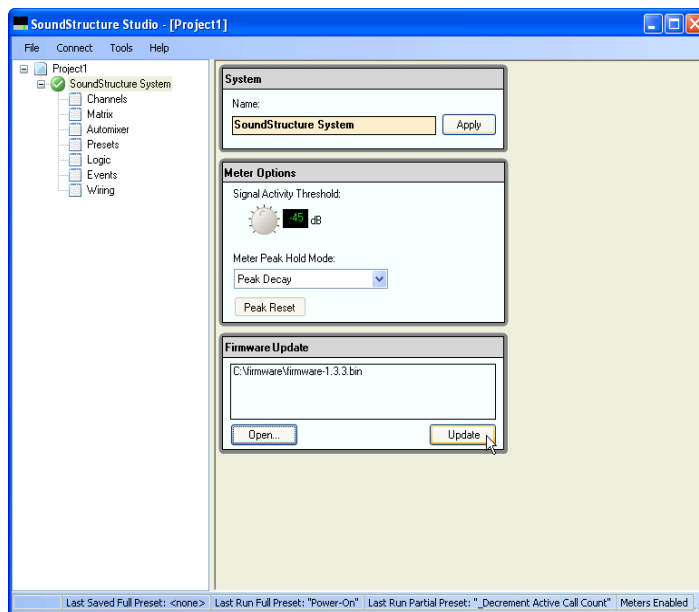 SoundStructure Studio - [Project1]
File Connect Tools Help
Project1
SoundStructure System
Channels
Matrix
Automixer
Presets
Logic
Events
Wiring
System
Name:
SoundStructure System Apply
Meter Options
Signal Activity Threshold:
-45 dB
Meter Peak Hold Mode:
Peak Decay
Peak Reset
Firmware Update
C:\firmware\firmware-1.3.3.bin
Open... Update
Last Saved Full Preset: <none> Last Run Full Preset: "Power-On" Last Run Partial Preset: "_Decrement Active Call Count" Meters Enabled